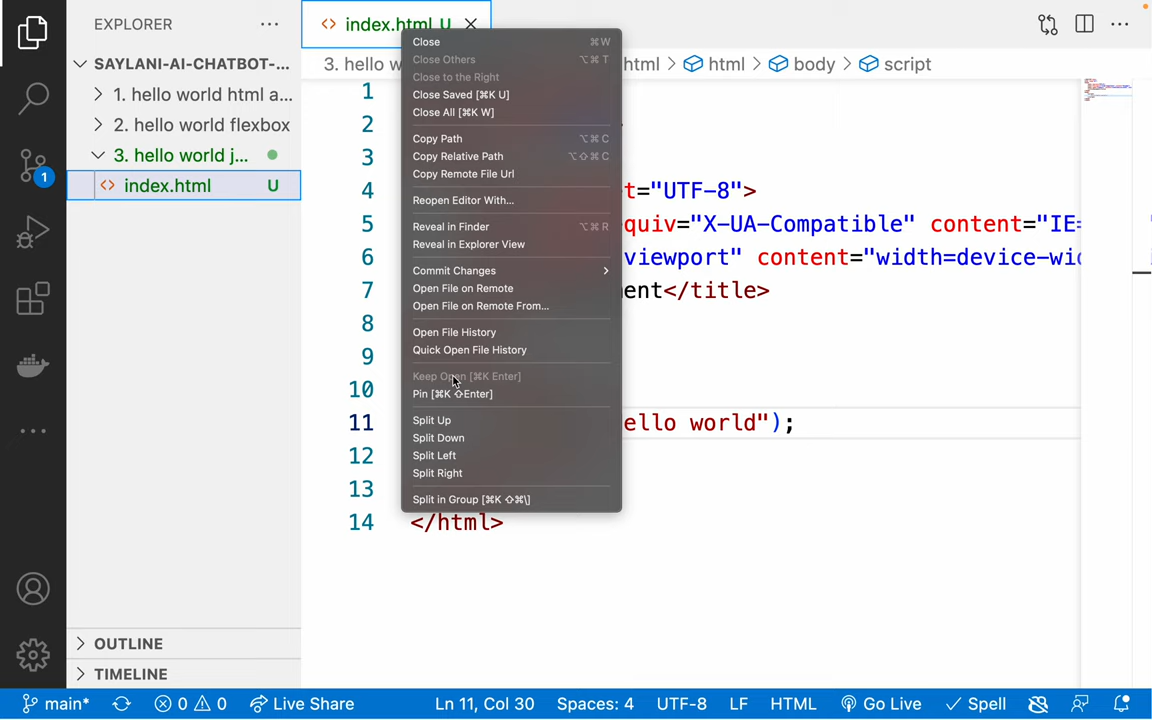 EXPLORER
SAYLANI-AI-CHATBOT-...
1. hello world html a...
2. hello world flexbox
3. hello world j...
index.html U
OUTLINE
TIMELINE
1
index.html U
3. hello w
html > html > body > script
1
2
3
4 t="UTF-8">
5 quiv="X-UA-Compatible" content="IE=
6 viewport" content="width=device-wid
7 ent</title>
8
9
10
11 ello world");
12
13
14 </html>
Close ⌘W
Close Others ⌥⌘T
Close to the Right
Close Saved [⌘K U]
Close All [⌘K W]
Copy Path ⌥⌘C
Copy Relative Path ⌥⇧⌘C
Copy Remote File Url
Reopen Editor With...
Reveal in Finder ⌥⌘R
Reveal in Explorer View
Commit Changes
Open File on Remote
Open File on Remote From...
Open File History
Quick Open File History
Keep Open [⌘K Enter]
Pin [⌘K ⇧Enter]
Split Up
Split Down
Split Left
Split Right
Split in Group [⌘K ⇧⌘\]
main* 0 0 Live Share Ln 11, Col 30 Spaces: 4 UTF-8 LF HTML Go Live Spell